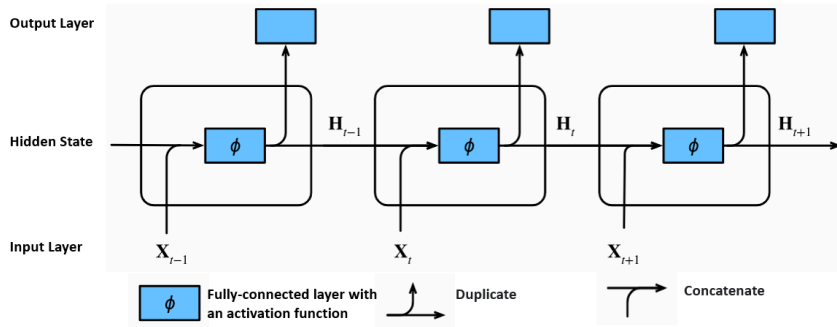 Output Layer
Hidden State
ϕ
H_{t−1}
ϕ
H_t
ϕ
H_{t+1}
Input Layer
X_{t−1}
X_t
X_{t+1}
ϕ
Fully-connected layer with
an activation function
Duplicate
Concatenate